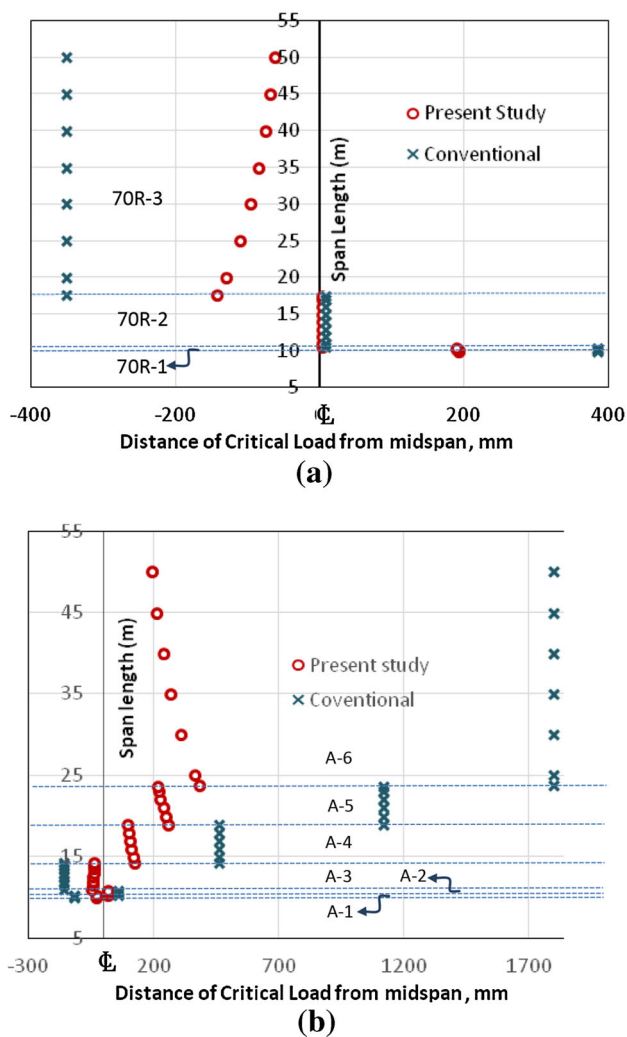 55
50
45
40
35
30
25
20
15
10
5
Present Study
Conventional
Span Length (m)
70R-3
70R-2
70R-1
-400 -200 ℄ 200 400
Distance of Critical Load from midspan, mm
(a)
55
45
35
25
15
5
Span length (m)
Present study
Coventional
A-6
A-5
A-4
A-3 A-2
A-1
-300 ℄ 200 700 1200 1700
Distance of Critical Load from midspan, mm
(b)